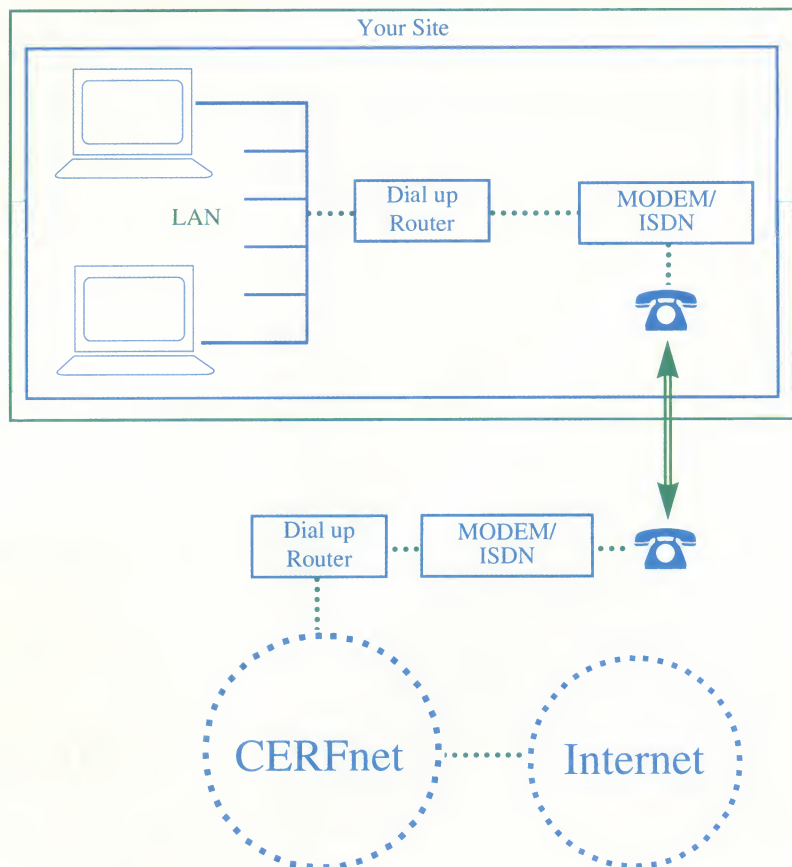 Your Site
LAN
Dial up
Router
MODEM/
ISDN
Dial up
Router
MODEM/
ISDN
CERFnet
Internet